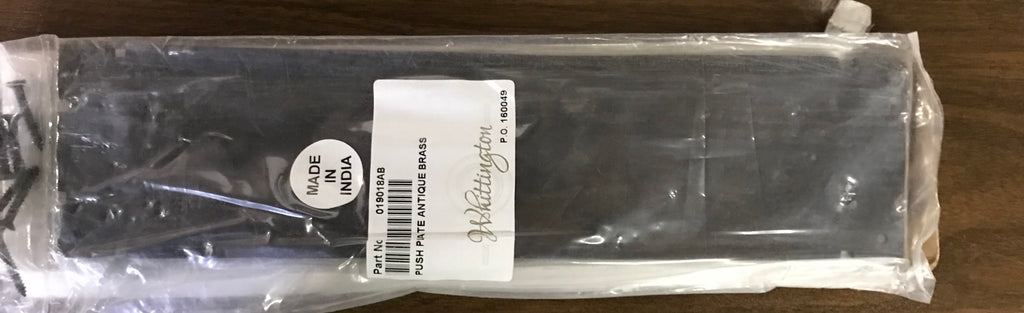 MADE
IN
INDIA
Part No 019018AB
PUSH PATE ANTIQUE BRASS
Whittington
P.O. 160049